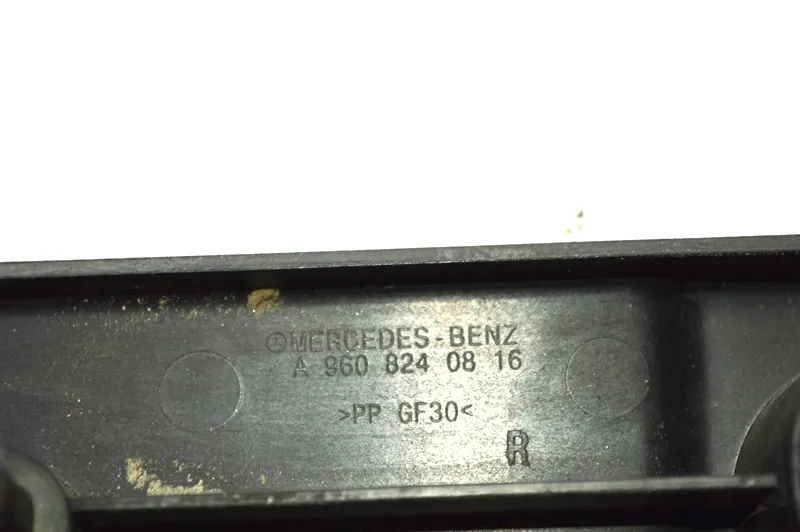 MERCEDES-BENZ
A 960 824 08 16
>PP GF30<
R